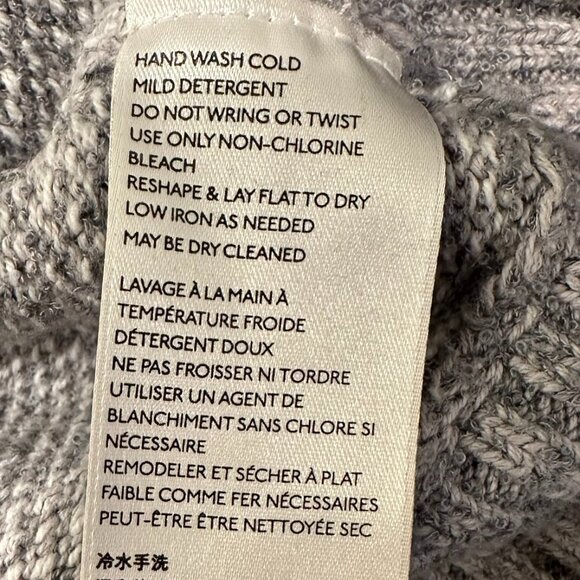 HAND WASH COLD
MILD DETERGENT
DO NOT WRING OR TWIST
USE ONLY NON-CHLORINE
BLEACH
RESHAPE & LAY FLAT TO DRY
LOW IRON AS NEEDED
MAY BE DRY CLEANED
LAVAGE À LA MAIN À
TEMPÉRATURE FROIDE
DÉTERGENT DOUX
NE PAS FROISSER NI TORDRE
UTILISER UN AGENT DE
BLANCHIMENT SANS CHLORE SI
NÉCESSAIRE
REMODELER ET SÉCHER À PLAT
FAIBLE COMME FER NÉCESSAIRES
PEUT-ÊTRE ÊTRE NETTOYÉE SEC
冷水手洗